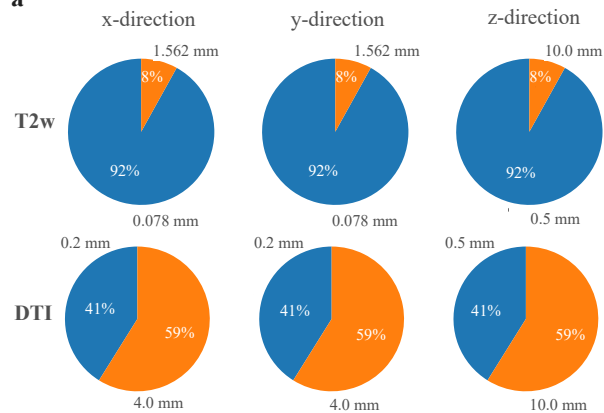 a
x-direction y-direction z-direction
1.562 mm 1.562 mm 10.0 mm
8% 8% 8%
T2w
92% 92% 92%
0.078 mm 0.078 mm 0.5 mm
0.2 mm 0.2 mm 0.5 mm
41% 41% 41%
DTI
59% 59% 59%
4.0 mm 4.0 mm 10.0 mm